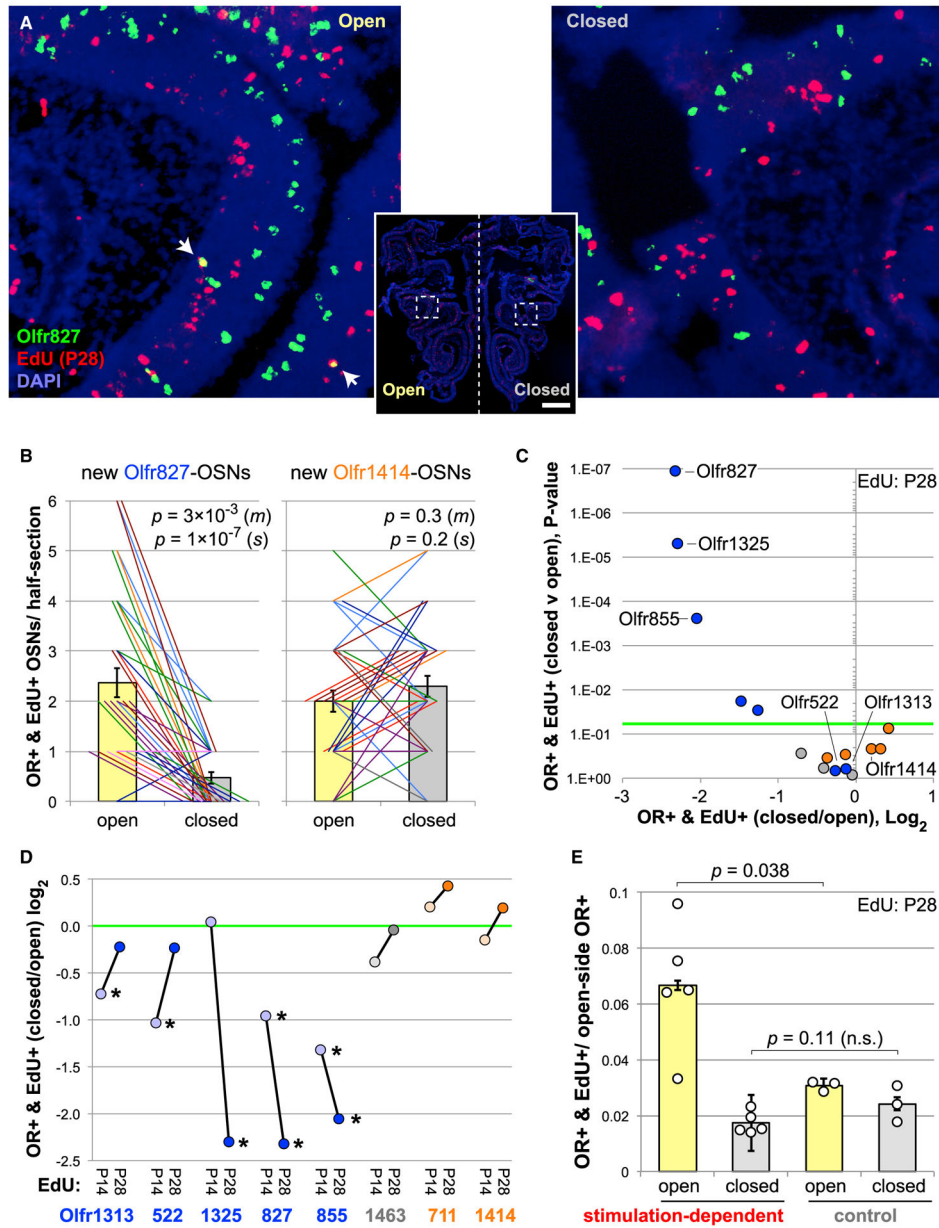 A
Open
Closed
Olfr827
EdU (P28)
DAPI
Open
Closed
B
new Olfr827-OSNs
new Olfr1414-OSNs
OR+ & EdU+ OSNs/ half-section
6
5
4
3
2
1
0
p = 3×10⁻³ (m)
p = 1×10⁻⁷ (s)
p = 0.3 (m)
p = 0.2 (s)
open
closed
open
closed
C
OR+ & EdU+ (closed v open), P-value
1.E-07
1.E-06
1.E-05
1.E-04
1.E-03
1.E-02
1.E-01
1.E+00
EdU: P28
Olfr827
Olfr1325
Olfr855
Olfr522
Olfr1313
Olfr1414
-3
-2
-1
0
1
OR+ & EdU+ (closed/open), Log₂
D
OR+ & EdU+ (closed/open) log₂
0.5
0.0
-0.5
-1.0
-1.5
-2.0
-2.5
* * * * * * *
EdU:
P14 P28 P14 P28 P14 P28 P14 P28 P14 P28 P14 P28 P14 P28 P14 P28
Olfr1313 522 1325 827 855 1463 711 1414
E
OR+ & EdU+/ open-side OR+
p = 0.038
EdU: P28
p = 0.11 (n.s.)
0.1
0.08
0.06
0.04
0.02
0
open
closed
open
closed
stimulation-dependent
control